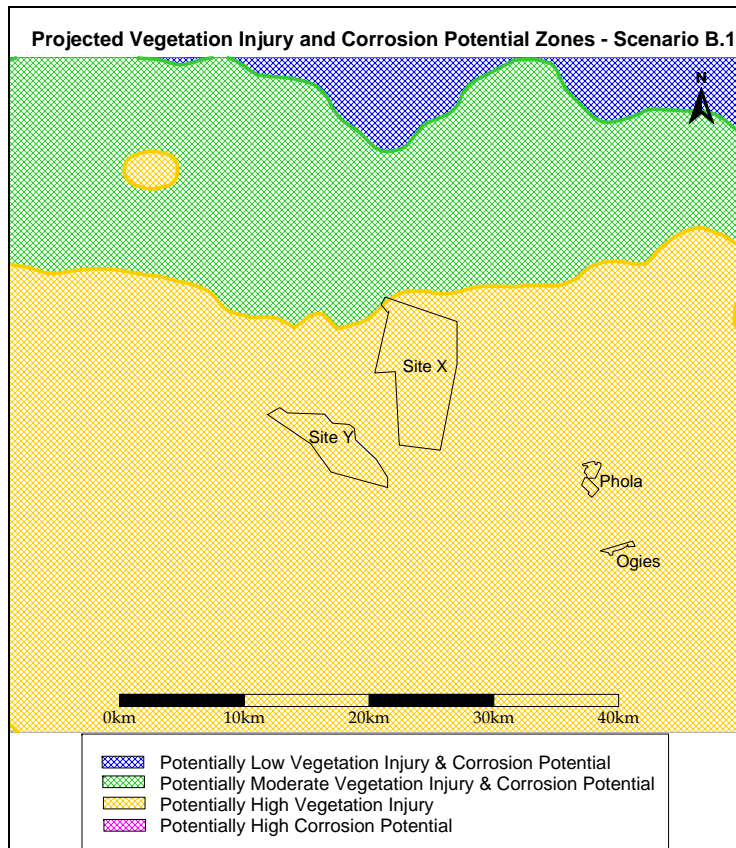 Projected Vegetation Injury and Corrosion Potential Zones - Scenario B.1
N
Site X
Site Y
Phola
Ogies
0km 10km 20km 30km 40km
Potentially Low Vegetation Injury & Corrosion Potential
Potentially Moderate Vegetation Injury & Corrosion Potential
Potentially High Vegetation Injury
Potentially High Corrosion Potential